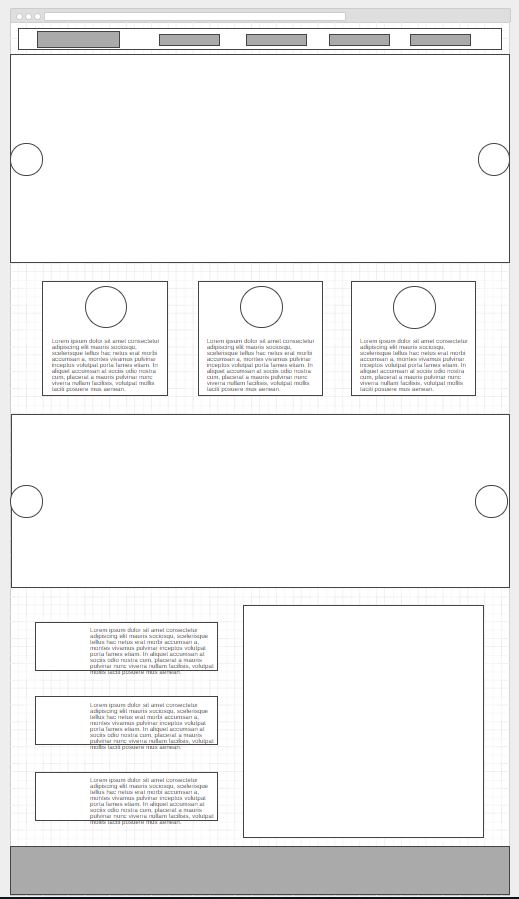 Lorem ipsum dolor sit amet consectetur
adipiscing elit mauris sociosqu,
scelerisque tellus hac netus erat morbi
accumsan a, montes vivamus pulvinar
inceptos volutpat porta fames etiam. In
aliquet accumsan at sociis odio nostra
cum, placerat a mauris pulvinar nunc
viverra nullam facilisis, volutpat mollis
taciti posuere mus aenean.
Lorem ipsum dolor sit amet consectetur
adipiscing elit mauris sociosqu,
scelerisque tellus hac netus erat morbi
accumsan a, montes vivamus pulvinar
inceptos volutpat porta fames etiam. In
aliquet accumsan at sociis odio nostra
cum, placerat a mauris pulvinar nunc
viverra nullam facilisis, volutpat mollis
taciti posuere mus aenean.
Lorem ipsum dolor sit amet consectetur
adipiscing elit mauris sociosqu,
scelerisque tellus hac netus erat morbi
accumsan a, montes vivamus pulvinar
inceptos volutpat porta fames etiam. In
aliquet accumsan at sociis odio nostra
cum, placerat a mauris pulvinar nunc
viverra nullam facilisis, volutpat mollis
taciti posuere mus aenean.
Lorem ipsum dolor sit amet consectetur
adipiscing elit mauris sociosqu, scelerisque
tellus hac netus erat morbi accumsan a,
montes vivamus pulvinar inceptos volutpat
porta fames etiam. In aliquet accumsan at
sociis odio nostra cum, placerat a mauris
pulvinar nunc viverra nullam facilisis, volutpat
mollis taciti posuere mus aenean.
Lorem ipsum dolor sit amet consectetur
adipiscing elit mauris sociosqu, scelerisque
tellus hac netus erat morbi accumsan a,
montes vivamus pulvinar inceptos volutpat
porta fames etiam. In aliquet accumsan at
sociis odio nostra cum, placerat a mauris
pulvinar nunc viverra nullam facilisis, volutpat
mollis taciti posuere mus aenean.
Lorem ipsum dolor sit amet consectetur
adipiscing elit mauris sociosqu, scelerisque
tellus hac netus erat morbi accumsan a,
montes vivamus pulvinar inceptos volutpat
porta fames etiam. In aliquet accumsan at
sociis odio nostra cum, placerat a mauris
pulvinar nunc viverra nullam facilisis, volutpat
mollis taciti posuere mus aenean.